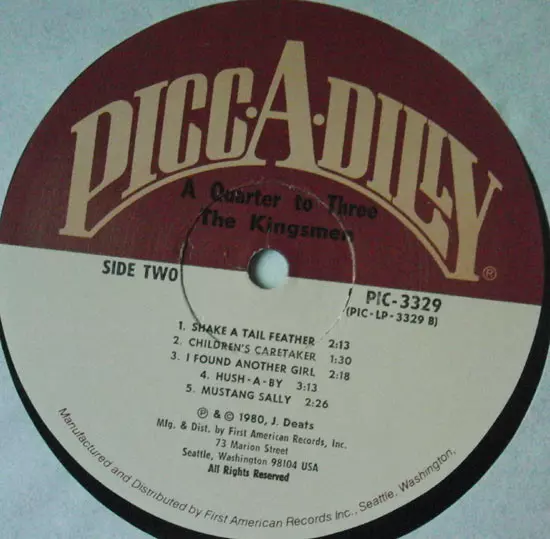 PICC·A·DILLY®
A Quarter to Three
The Kingsmen
SIDE TWO
PIC-3329
(PIC-LP-3329 B)
1. SHAKE A TAIL FEATHER 2:13
2. CHILDREN'S CARETAKER 1:30
3. I FOUND ANOTHER GIRL 2:18
4. HUSH-A-BY 3:13
5. MUSTANG SALLY 2:26
℗ & © 1980, J. Deats
Mfg. & Dist. by First American Records, Inc.
73 Marion Street
Seattle, Washington 98104 USA
All Rights Reserved
Manufactured and Distributed by First American Records Inc., Seattle, Washington,